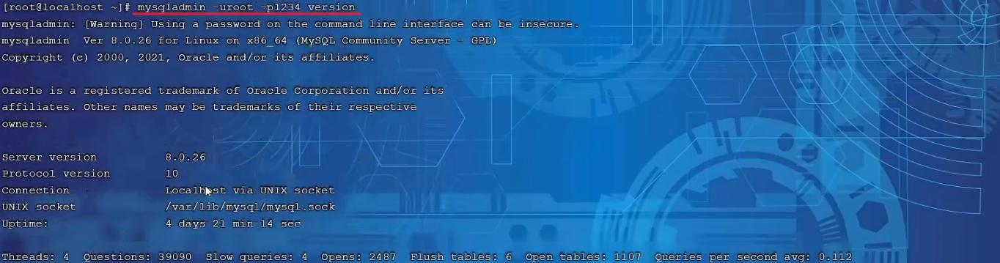 [root@localhost ~]# mysqladmin -uroot -p1234 version
mysqladmin: [Warning] Using a password on the command line interface can be insecure.
mysqladmin  Ver 8.0.26 for Linux on x86_64 (MySQL Community Server - GPL)
Copyright (c) 2000, 2021, Oracle and/or its affiliates.
Oracle is a registered trademark of Oracle Corporation and/or its
affiliates. Other names may be trademarks of their respective
owners.
Server version          8.0.26
Protocol version        10
Connection              Localhost via UNIX socket
UNIX socket             /var/lib/mysql/mysql.sock
Uptime:                 4 days 21 min 14 sec
Threads: 4  Questions: 39090  Slow queries: 4  Opens: 2487  Flush tables: 6  Open tables: 1107  Queries per second avg: 0.112